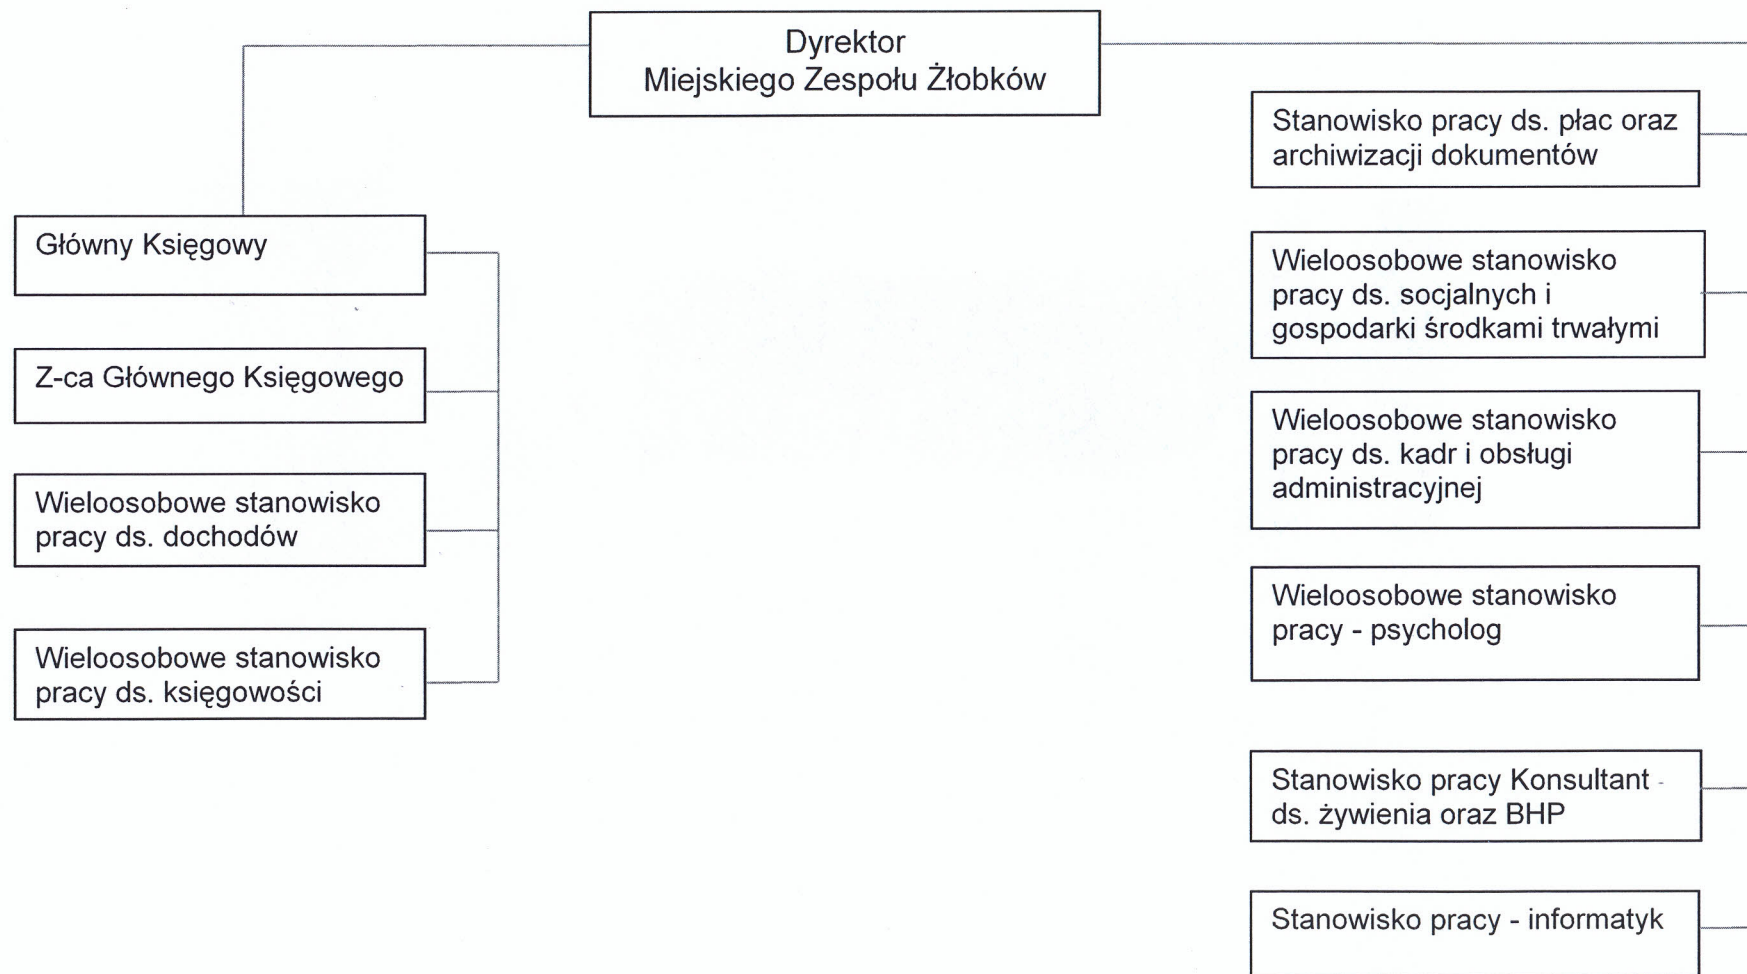 Dyrektor
Miejskiego Zespołu Żłobków
Główny Księgowy
Z-ca Głównego Księgowego
Wieloosobowe stanowisko
pracy ds. dochodów
Wieloosobowe stanowisko
pracy ds. księgowości
Stanowisko pracy ds. płac oraz
archiwizacji dokumentów
Wieloosobowe stanowisko
pracy ds. socjalnych i
gospodarki środkami trwałymi
Wieloosobowe stanowisko
pracy ds. kadr i obsługi
administracyjnej
Wieloosobowe stanowisko
pracy - psycholog
Stanowisko pracy Konsultant -
ds. żywienia oraz BHP
Stanowisko pracy - informatyk